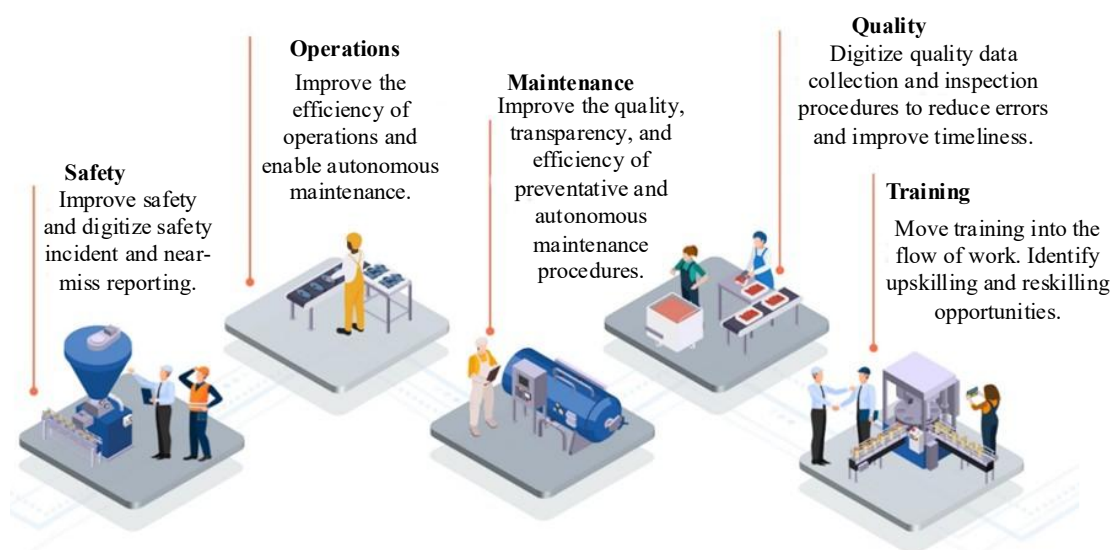 Safety
Improve safety
and digitize safety
incident and near-
miss reporting.
Operations
Improve the
efficiency of
operations and
enable autonomous
maintenance.
Maintenance
Improve the quality,
transparency, and
efficiency of
preventative and
autonomous
maintenance
procedures.
Quality
Digitize quality data
collection and inspection
procedures to reduce errors
and improve timeliness.
Training
Move training into the
flow of work. Identify
upskilling and reskilling
opportunities.